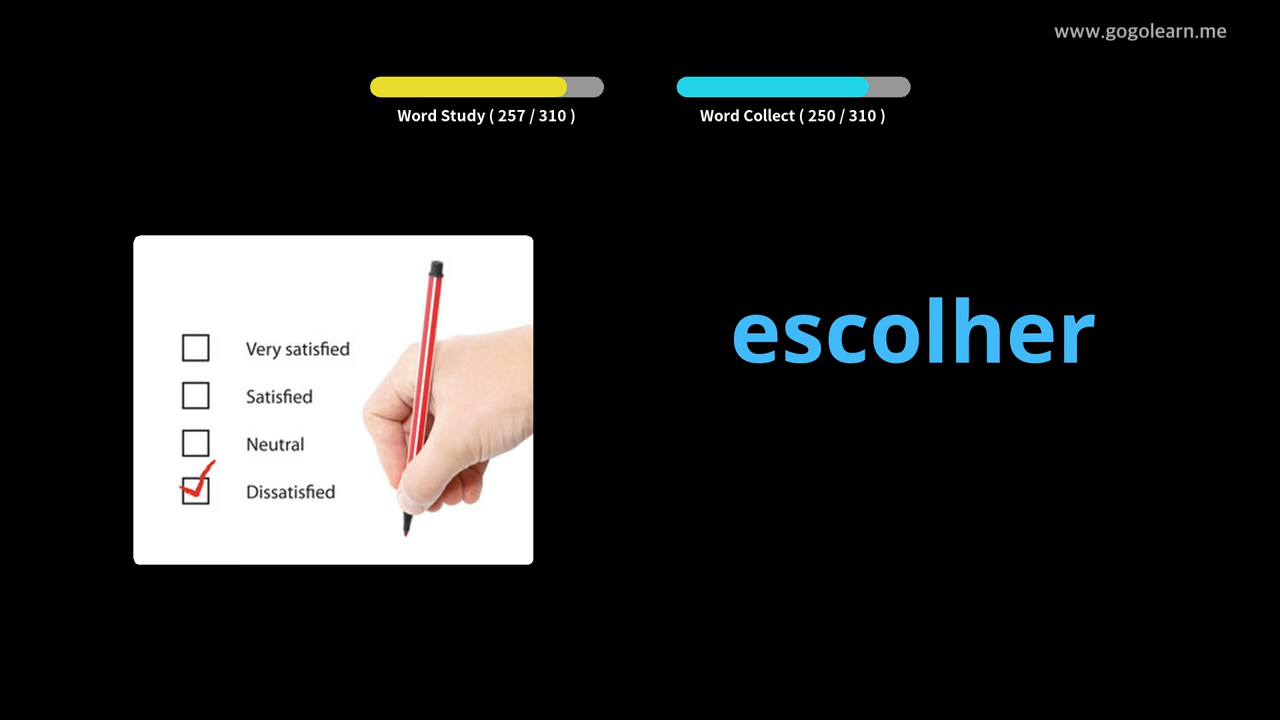 www.gogolearn.me
Word Study ( 257 / 310 )
Word Collect ( 250 / 310 )
Very satisfied
Satisfied
Neutral
Dissatisfied
escolher